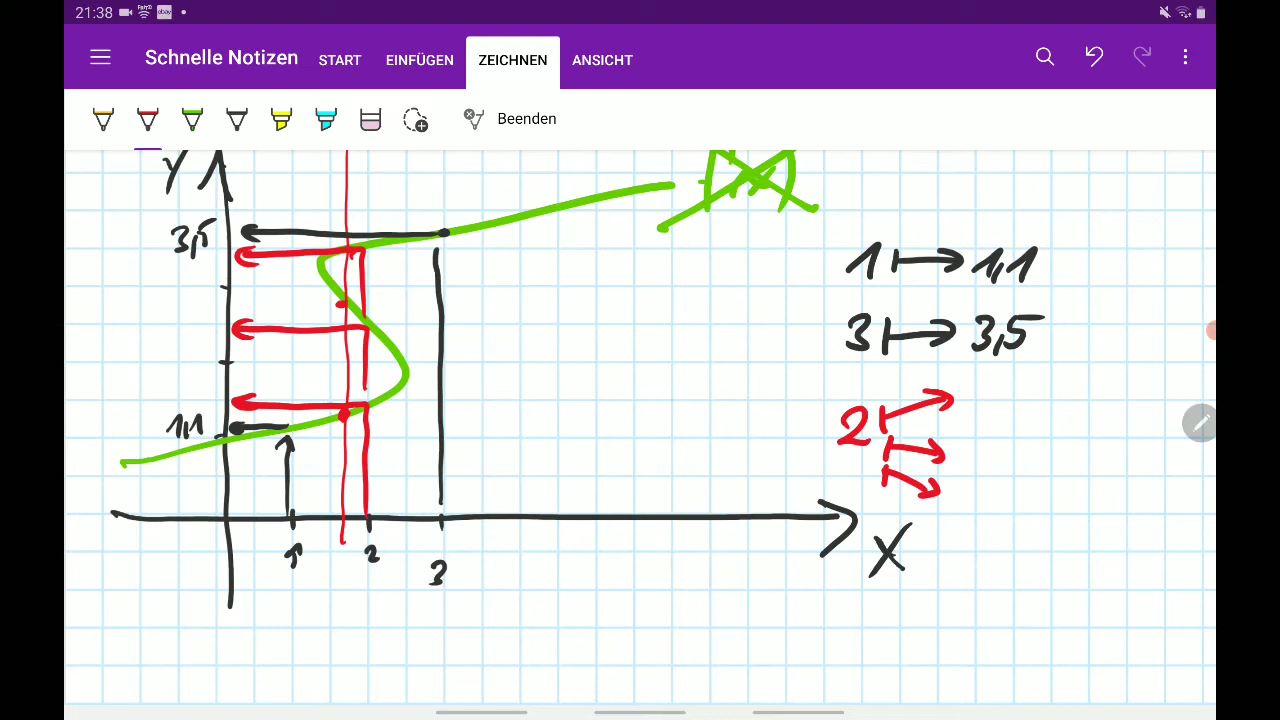 21:38
ebay
Schnelle Notizen START EINFÜGEN ZEICHNEN ANSICHT
Beenden
Y
3,5
1 ↦ 1,1
3 ↦ 3,5
1,1
2
1 2 3
X